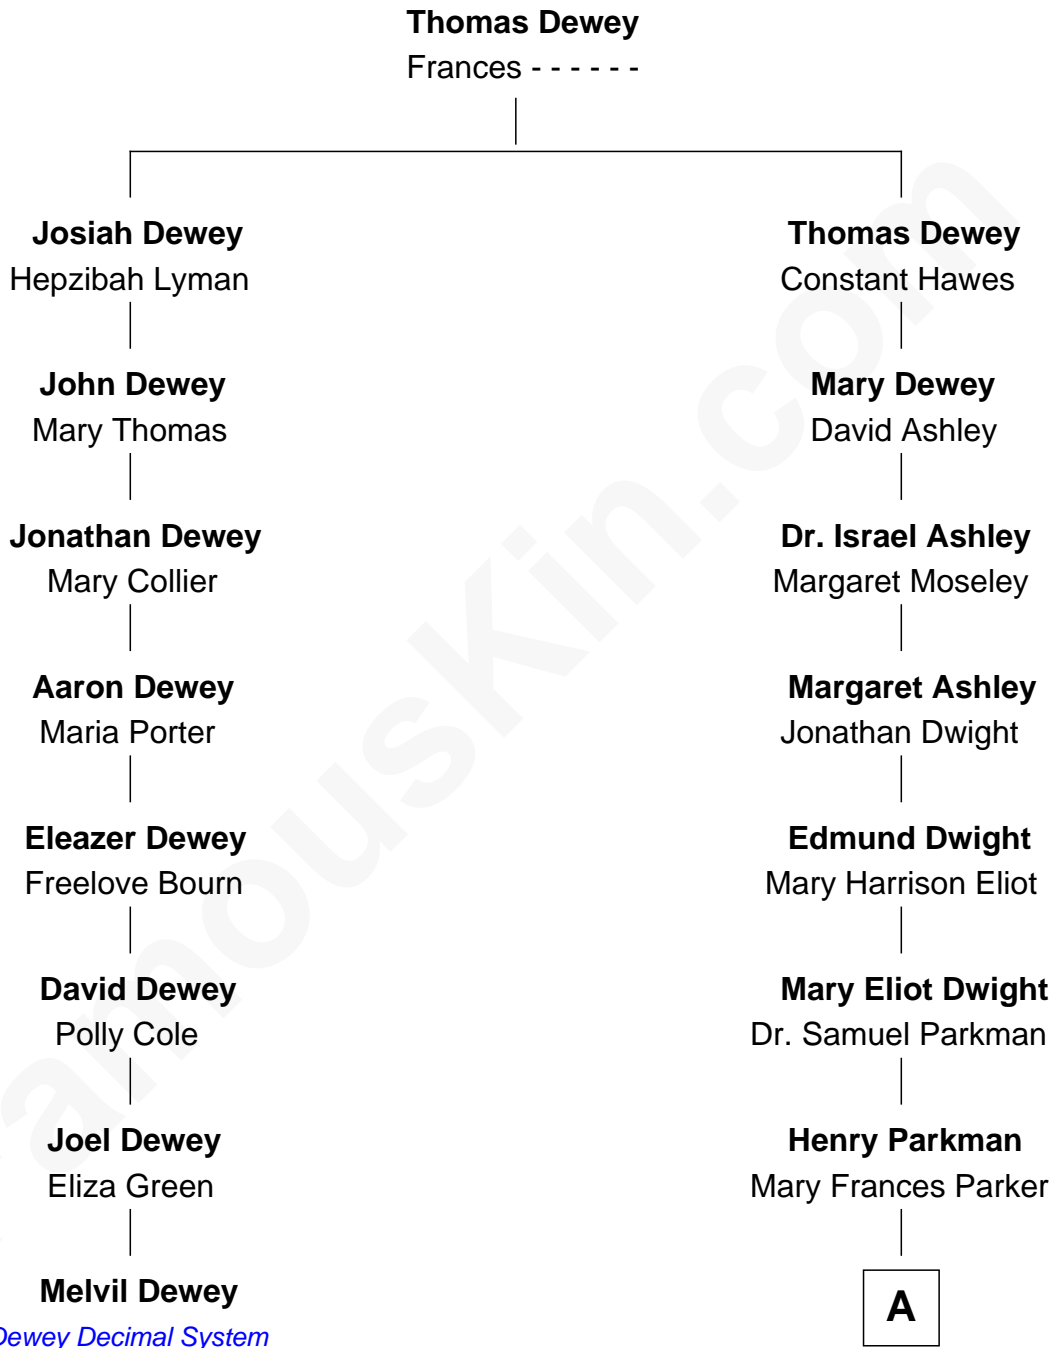 Thomas Dewey
Frances - - - - - -
Josiah Dewey
Hepzibah Lyman
Thomas Dewey
Constant Hawes
John Dewey
Mary Thomas
Mary Dewey
David Ashley
Jonathan Dewey
Mary Collier
Dr. Israel Ashley
Margaret Moseley
Aaron Dewey
Maria Porter
Margaret Ashley
Jonathan Dwight
Eleazer Dewey
Freelove Bourn
Edmund Dwight
Mary Harrison Eliot
David Dewey
Polly Cole
Mary Eliot Dwight
Dr. Samuel Parkman
Joel Dewey
Eliza Green
Henry Parkman
Mary Frances Parker
Melvil Dewey
Dewey Decimal System
A
amouskin.com